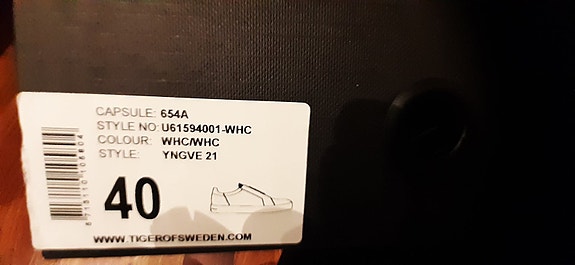 CAPSULE: 654A
STYLE NO: U61594001-WHC
COLOUR: WHC/WHC
STYLE: YNGVE 21
40
WWW.TIGEROFSWEDEN.COM